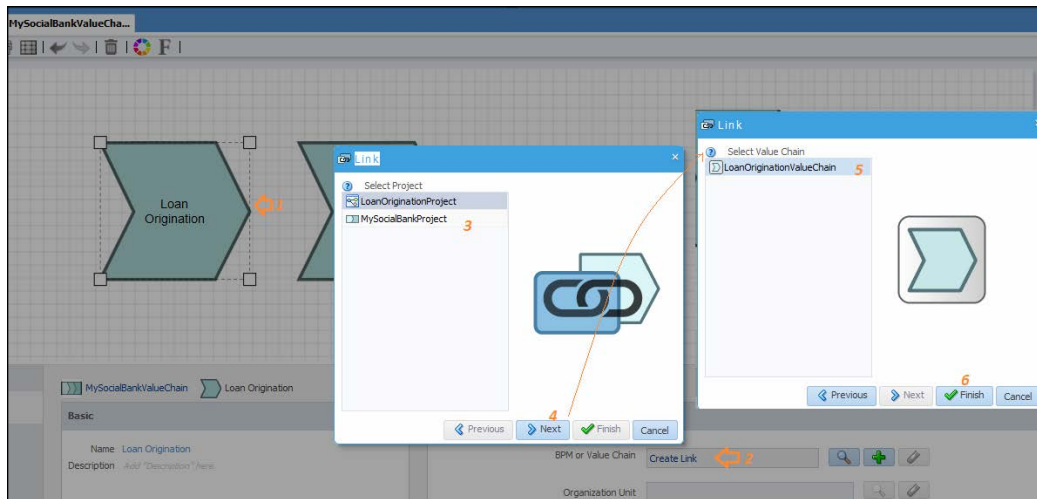 MySocialBankValueCha...
F
Loan
Origination
1
Link
Select Project
LoanOriginationProject
MySocialBankProject
3
4
Previous
Next
Finish
Cancel
Link
Select Value Chain
LoanOriginationValueChain
5
6
Previous
Next
Finish
Cancel
MySocialBankValueChain
Loan Origination
Basic
Name Loan Origination
Description Add "Description" here.
BPM or Value Chain Create Link 2
Organization Unit